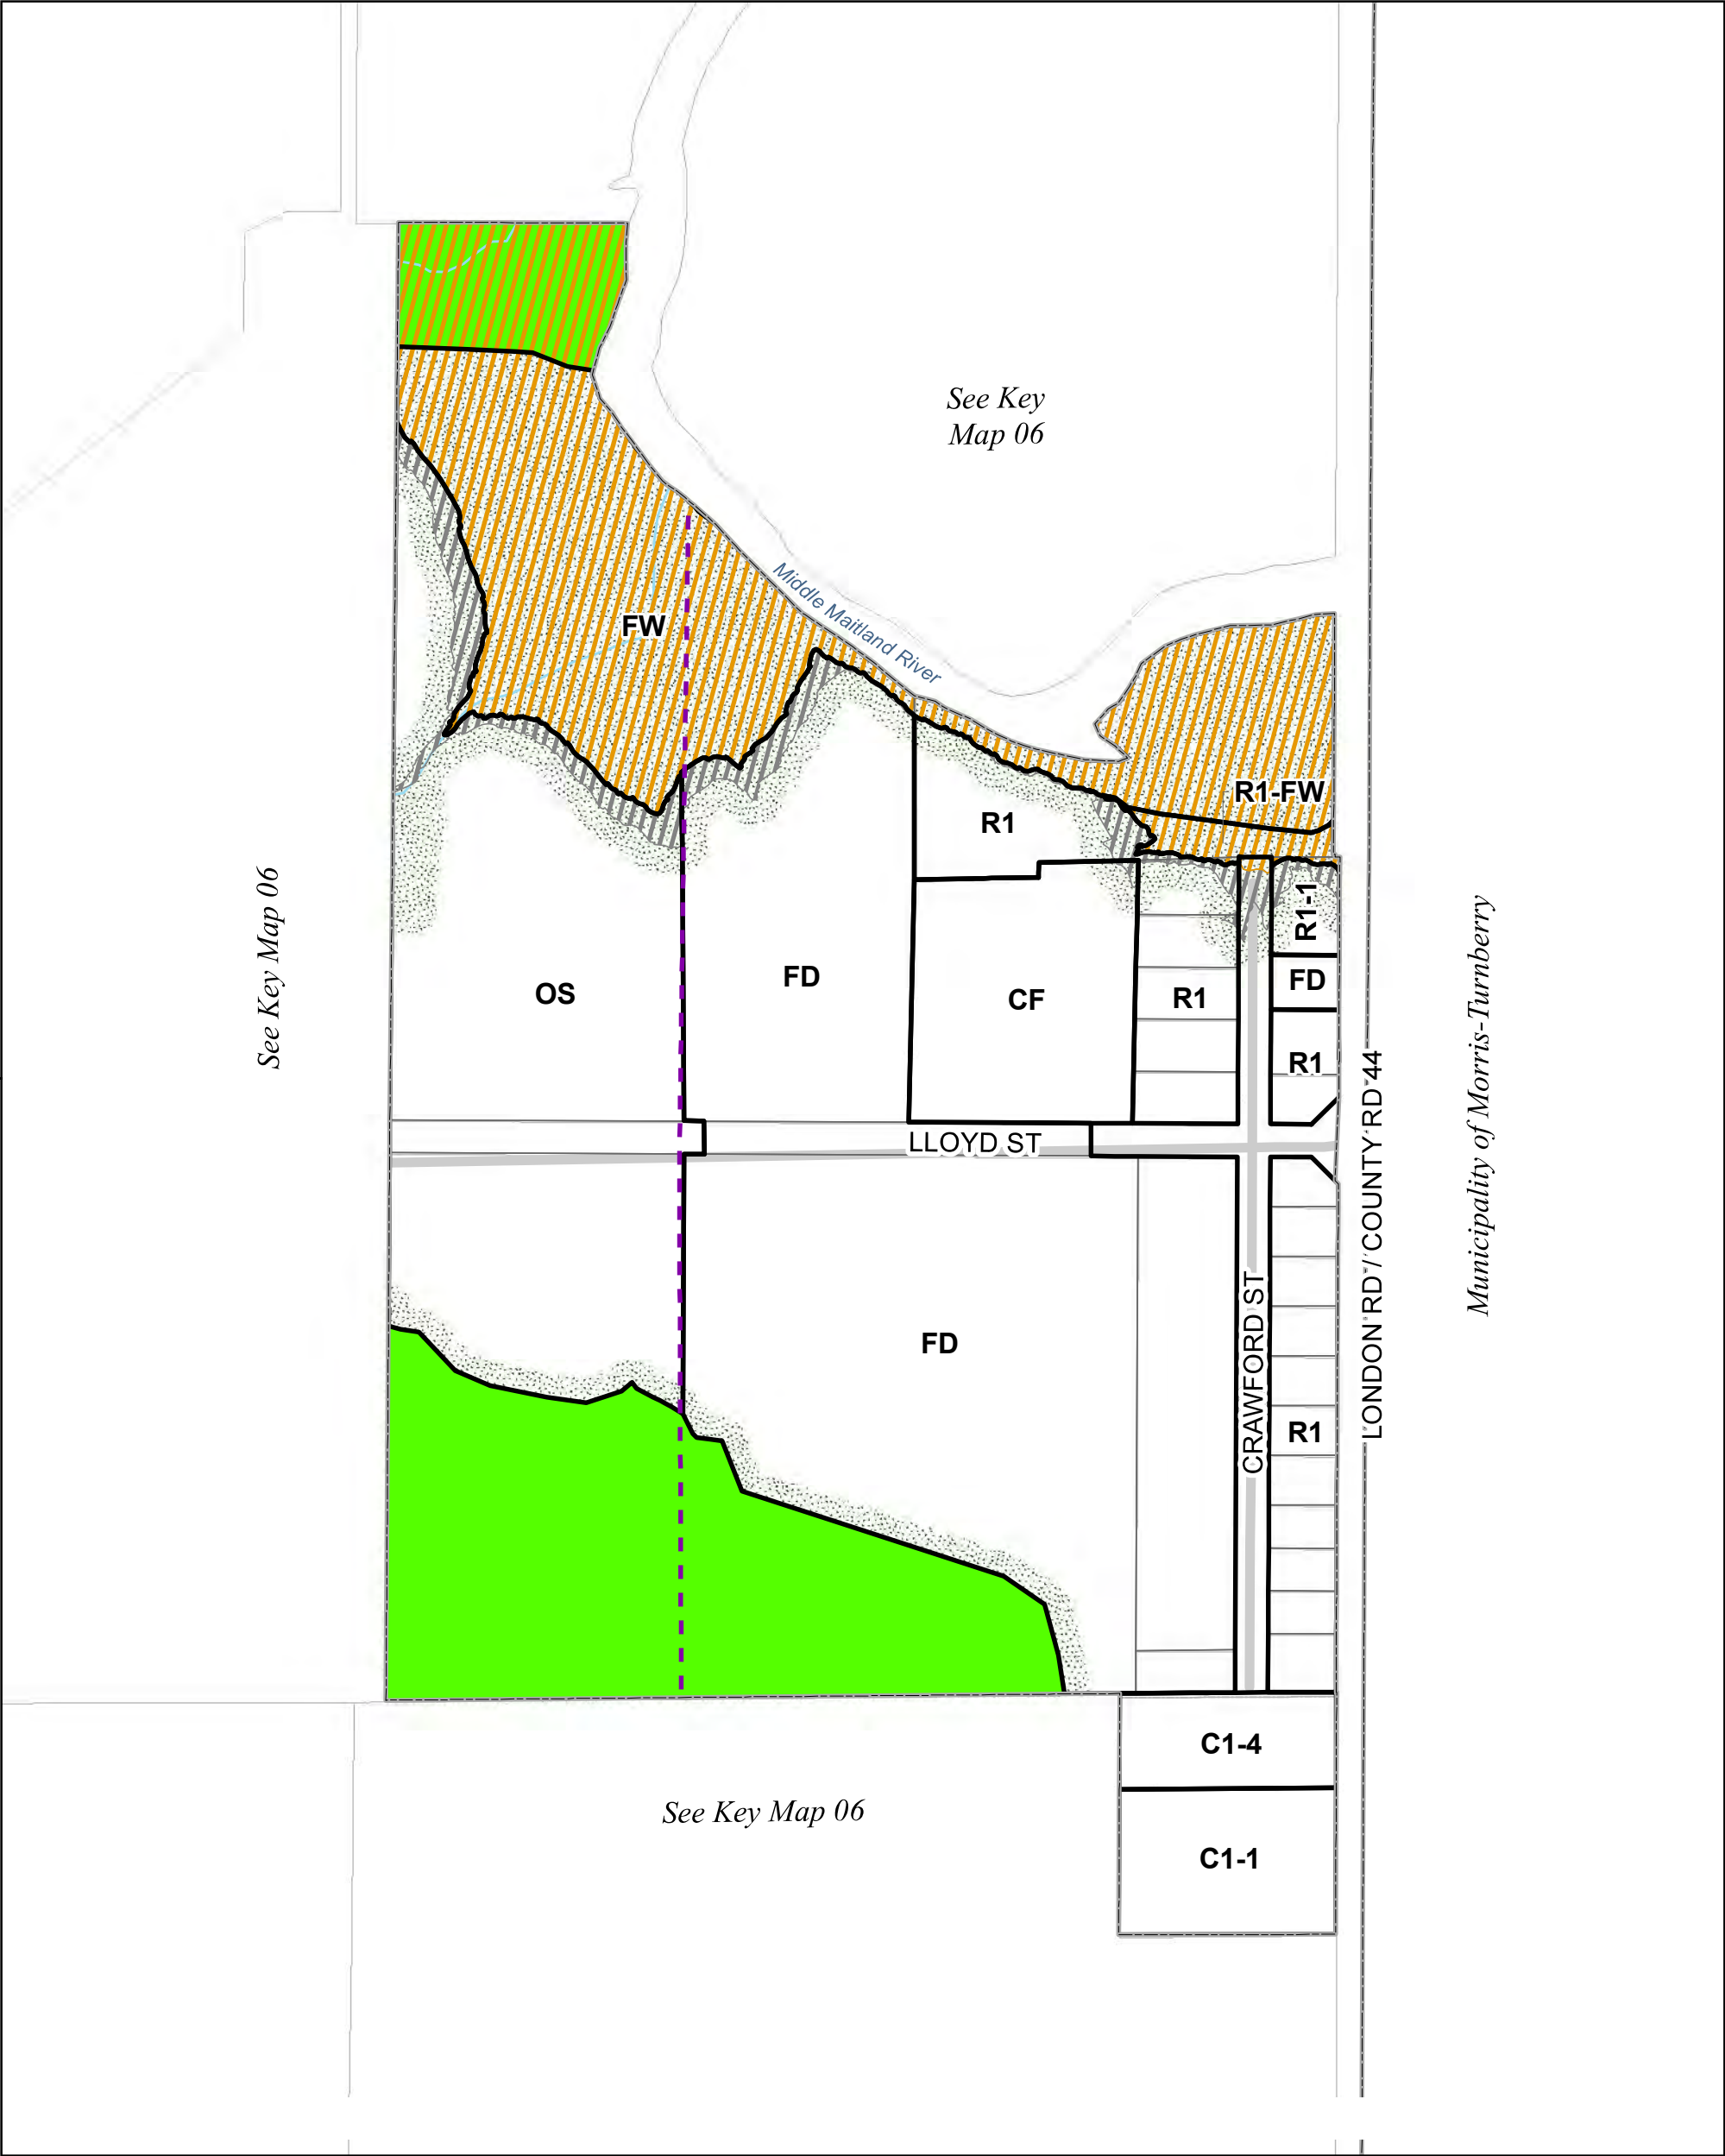 See Key
Map 06
Middle Maitland River
FW
R1-FW
R1
R1-1
See Key Map 06
OS
FD
CF
R1
FD
R1
LLOYD ST
LONDON RD / COUNTY RD 44
Municipality of Morris-Turnberry
CRAWFORD ST
FD
R1
C1-4
See Key Map 06
C1-1